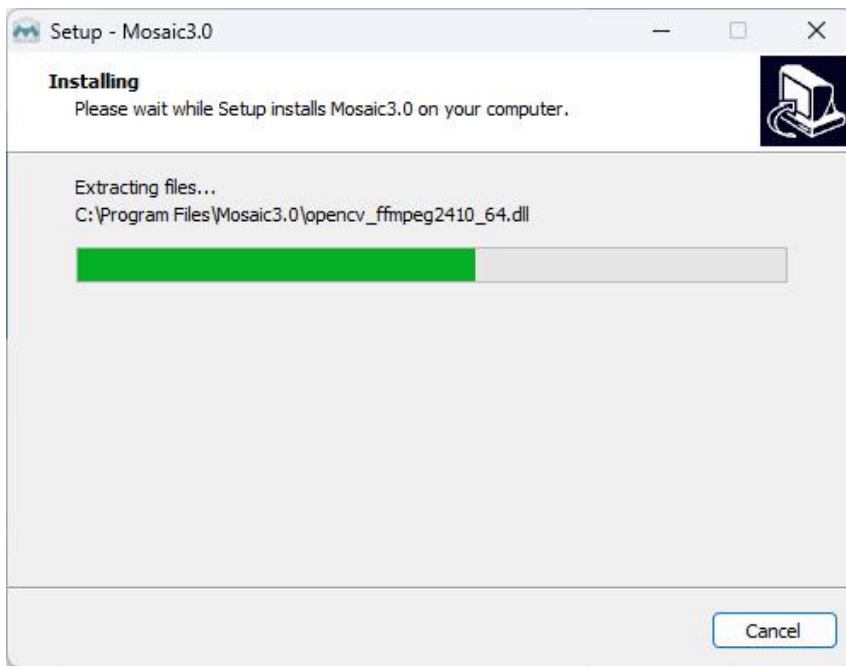 Setup - Mosaic3.0
Installing
Please wait while Setup installs Mosaic3.0 on your computer.
Extracting files...
C:\Program Files\Mosaic3.0\opencv_ffmpeg2410_64.dll
Cancel